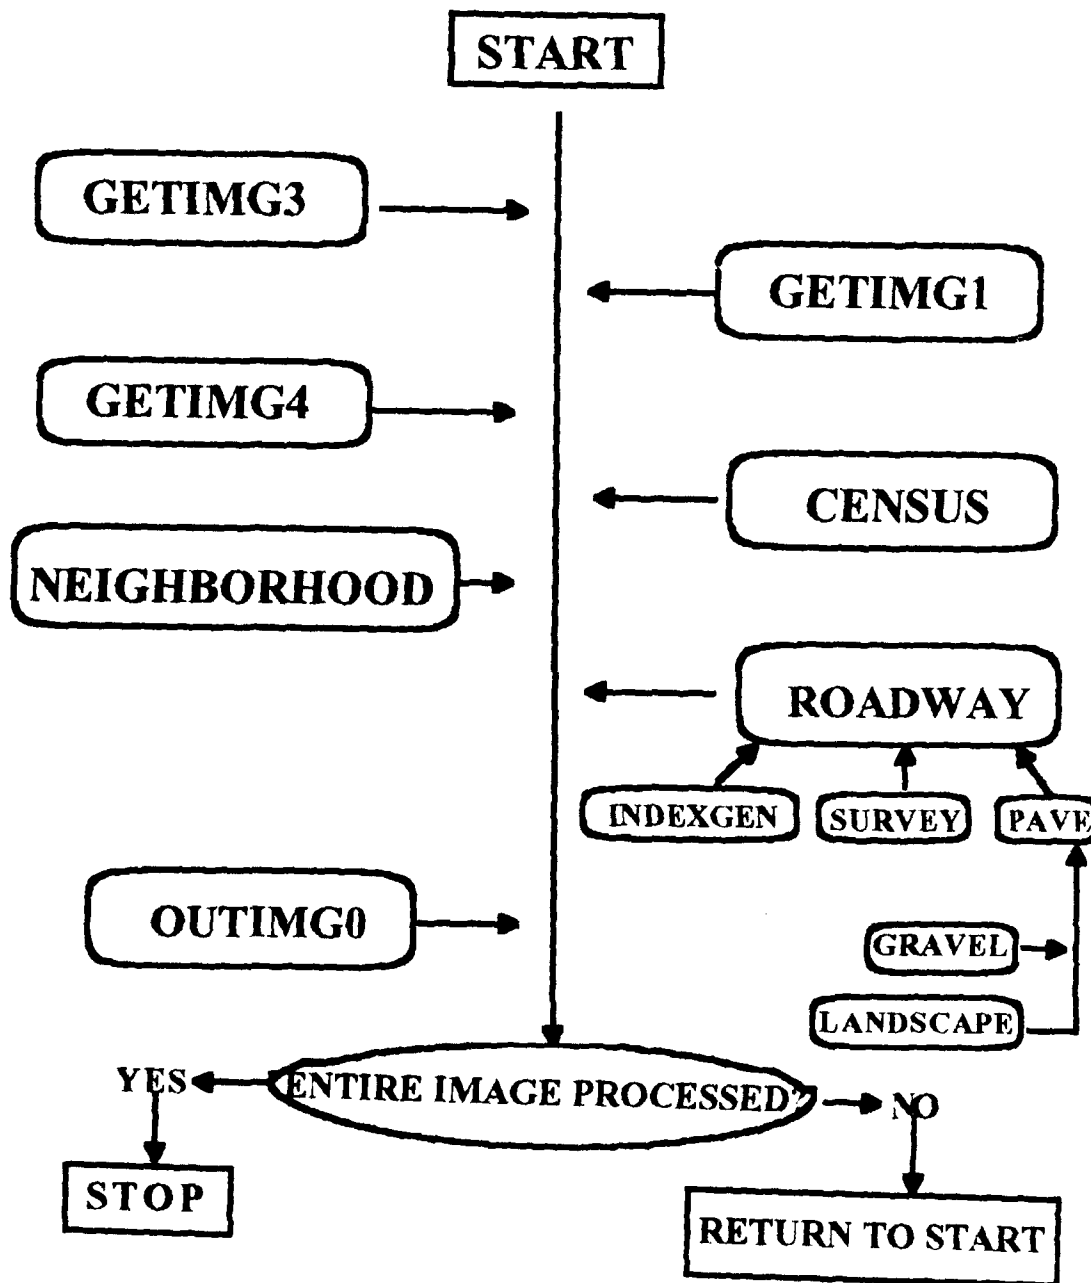 START
GETIMG3
GETIMG1
GETIMG4
CENSUS
NEIGHBORHOOD
ROADWAY
INDEXGEN
SURVEY
PAVE
OUTIMG0
GRAVEL
LANDSCAPE
ENTIRE IMAGE PROCESSED?
YES
NO
STOP
RETURN TO START